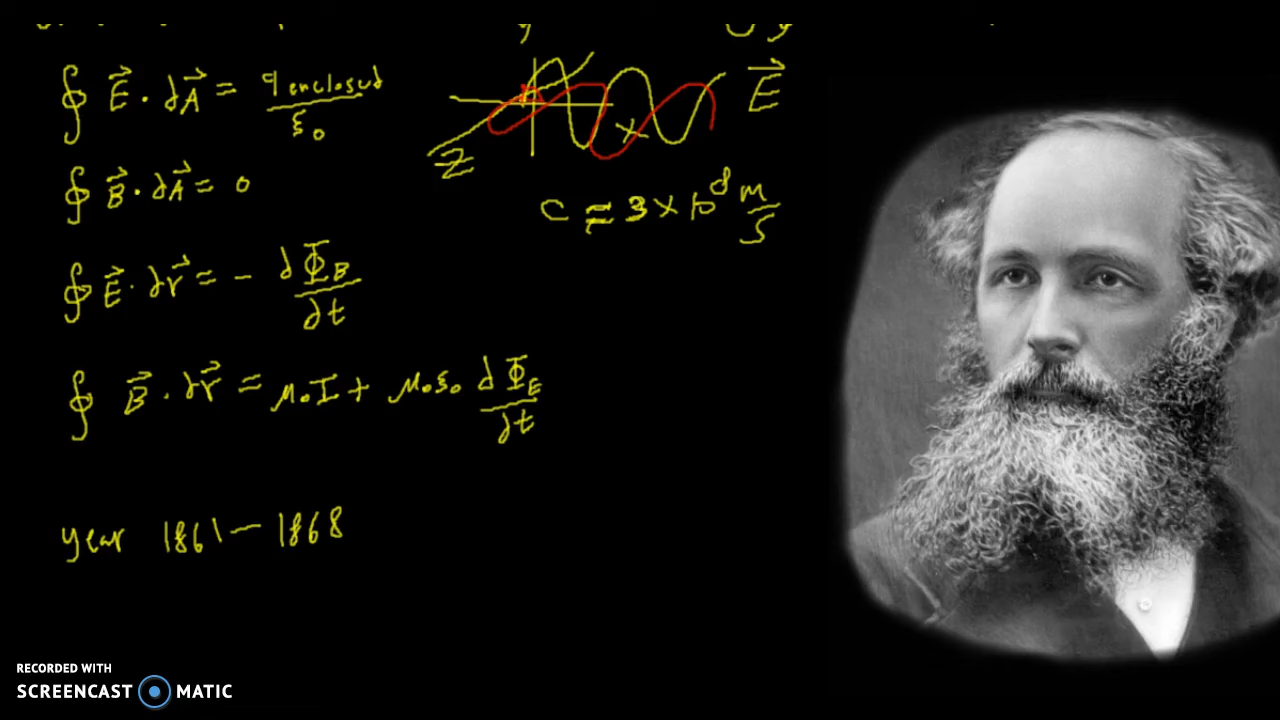 ∮ E⃗ · dA⃗ = q enclosed / ε₀
E⃗
Z
x
∮ B⃗ · dA⃗ = 0
C ≈ 3 × 10⁸ m/s
∮ E⃗ · dr⃗ = - dΦ_B / dt
∮ B⃗ · dr⃗ = μ₀I + μ₀ε₀ dΦ_E / dt
year 1861 – 1868
RECORDED WITH
SCREENCAST MATIC